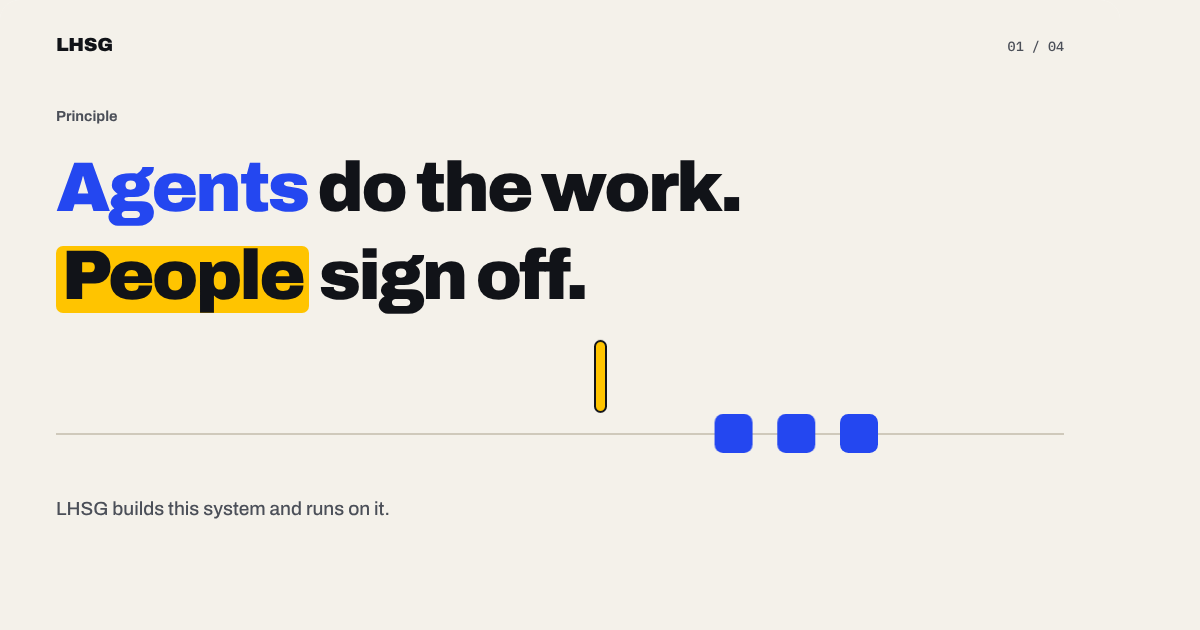 LHSG
01 / 04
Principle
Agents do the work.
People sign off.
LHSG builds this system and runs on it.